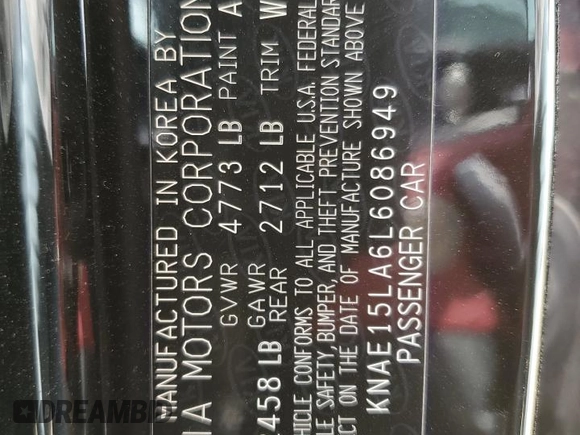 MANUFACTURED IN KOREA BY
IA MOTORS CORPORATION
GVWR 4773 LB PAINT A
458 LB GAWR REAR 2712 LB TRIM W
HICLE CONFORMS TO ALL APPLICABLE U.S.A. FEDERAL
LE SAFETY, BUMPER, AND THEFT PREVENTION STANDAR
CT ON THE DATE OF MANUFACTURE SHOWN ABOVE
KNAE15LA6L6086949
PASSENGER CAR
DREAMBID